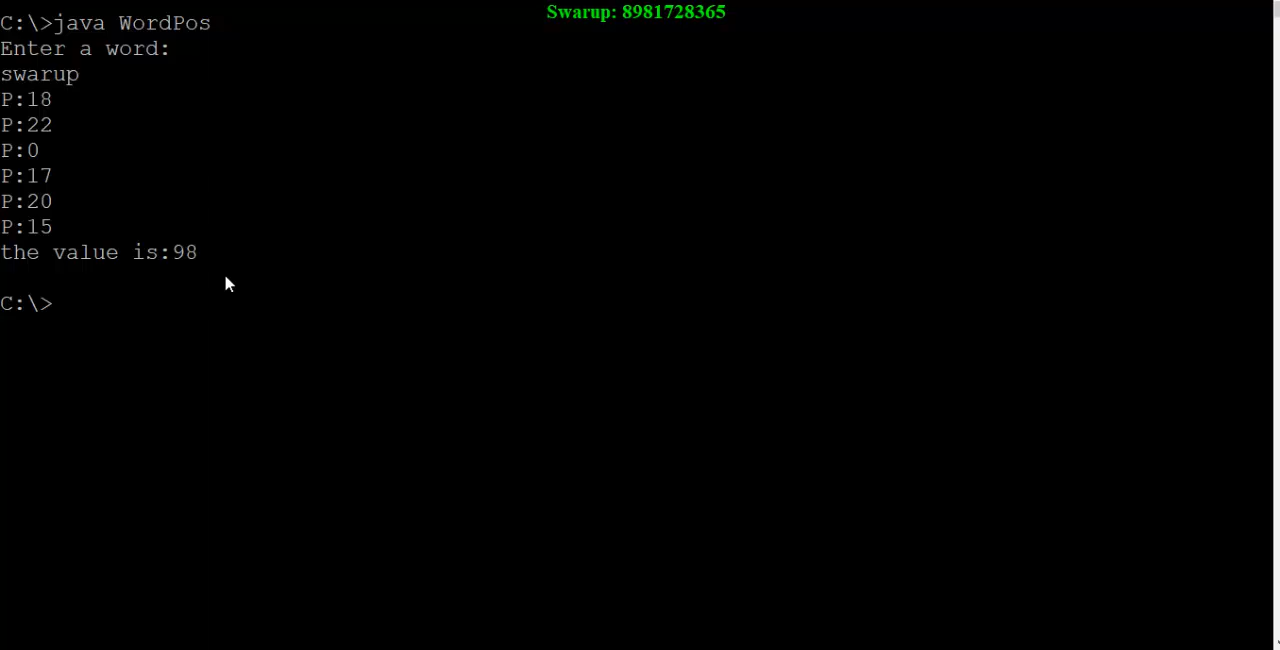 Swarup: 8981728365
C:\>java WordPos
Enter a word:
swarup
P:18
P:22
P:0
P:17
P:20
P:15
the value is:98
C:\>